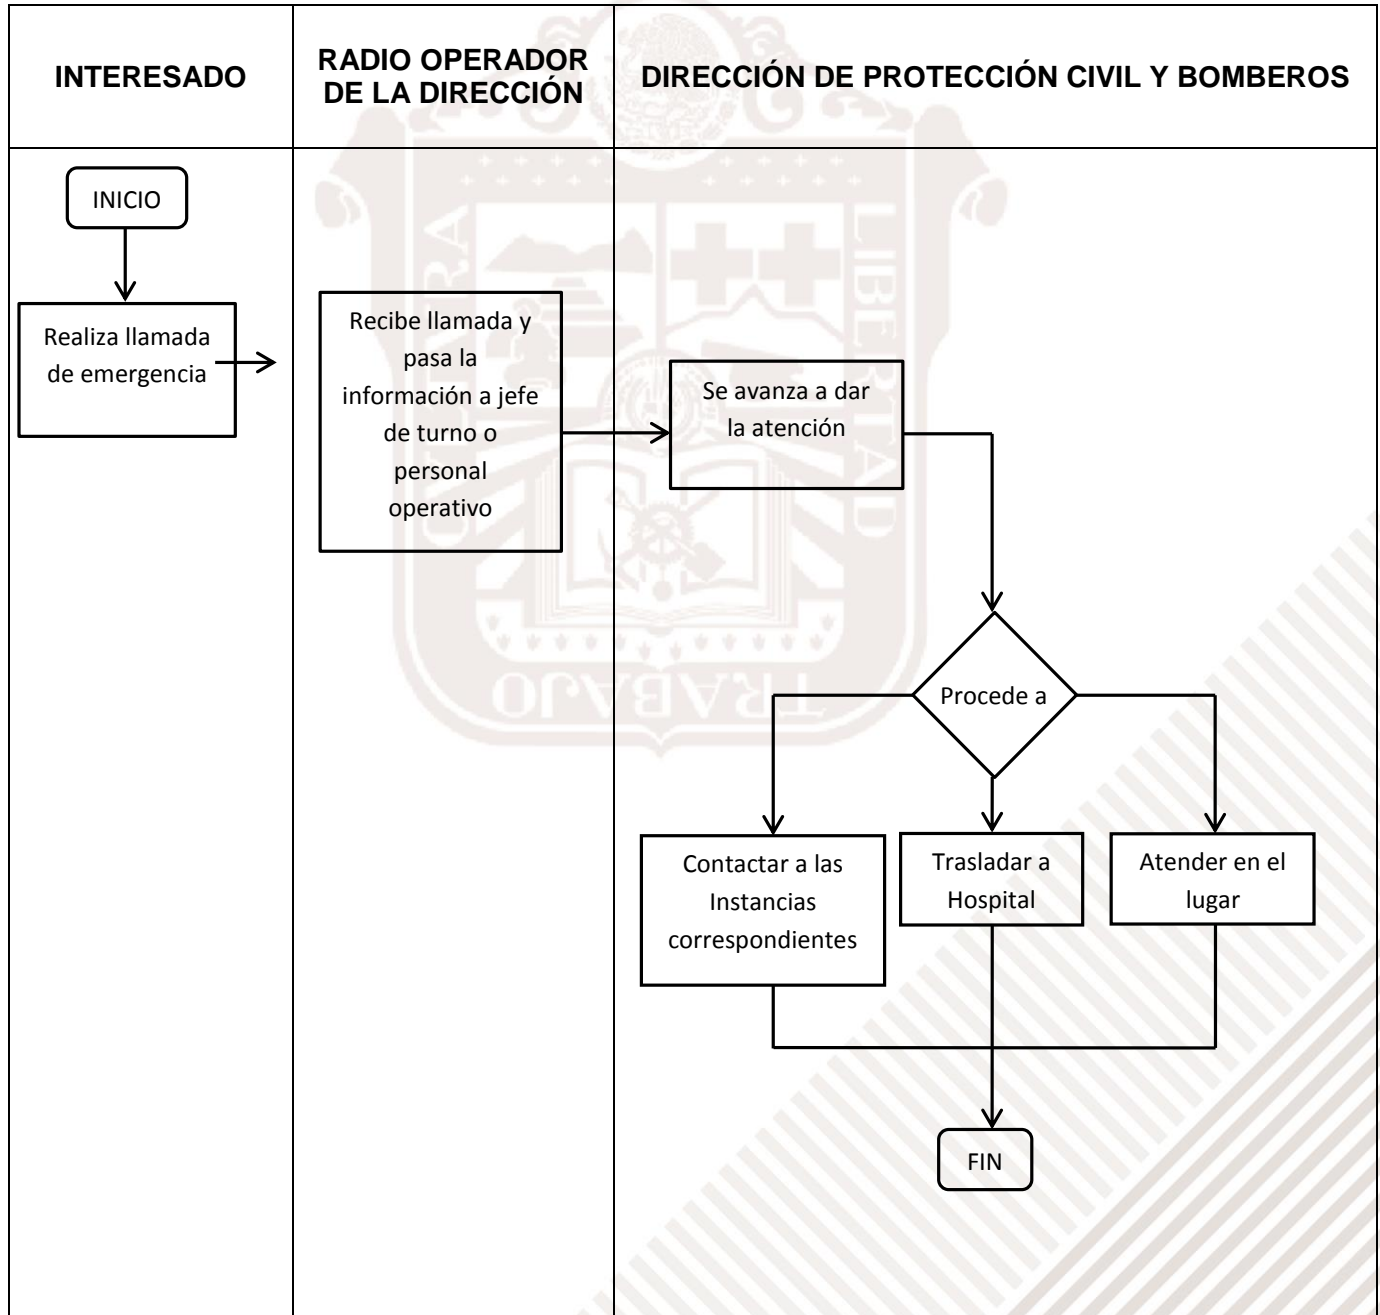 INTERESADO
RADIO OPERADOR
DE LA DIRECCIÓN
DIRECCIÓN DE PROTECCIÓN CIVIL Y BOMBEROS
INICIO
Realiza llamada
de emergencia
Recibe llamada y
pasa la
información a jefe
de turno o
personal
operativo
Se avanza a dar
la atención
Procede a
Contactar a las
Instancias
correspondientes
Trasladar a
Hospital
Atender en el
lugar
FIN
LIBERTAD
TRABAJO